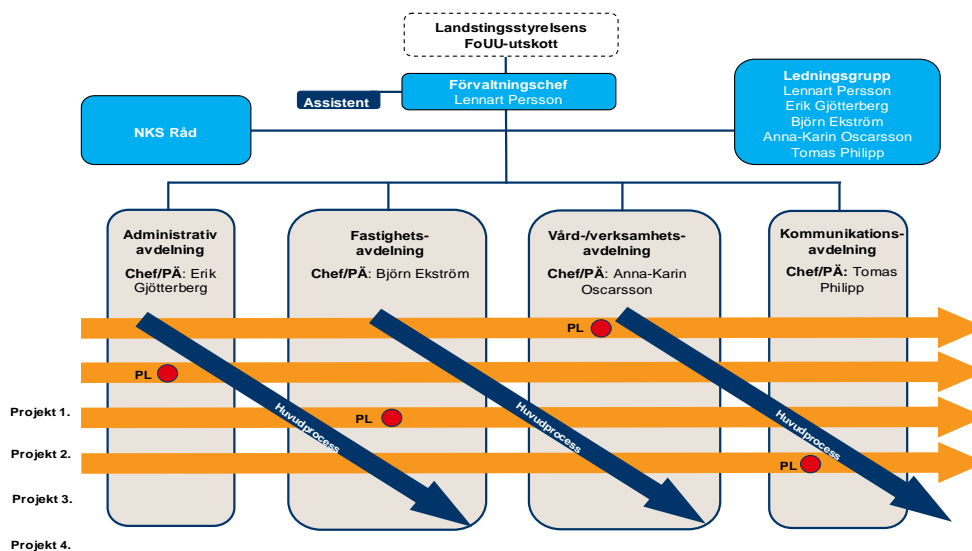 Landstingsstyrelsens
FoUU-utskott
Förvaltningschef
Lennart Persson
Assistent
NKS Råd
Ledningsgrupp
Lennart Persson
Erik Gjötterberg
Björn Ekström
Anna-Karin Oscarsson
Tomas Philipp
Administrativ
avdelning
Chef/PÄ: Erik
Gjötterberg
Fastighets-
avdelning
Chef/PÄ: Björn Ekström
Vård-/verksamhets-
avdelning
Chef/PÄ: Anna-Karin
Oscarsson
Kommunikations-
avdelning
Chef/PÄ: Tomas
Philipp
PL
PL
PL
PL
Huvudprocess
Huvudprocess
Huvudprocess
Projekt 1.
Projekt 2.
Projekt 3.
Projekt 4.